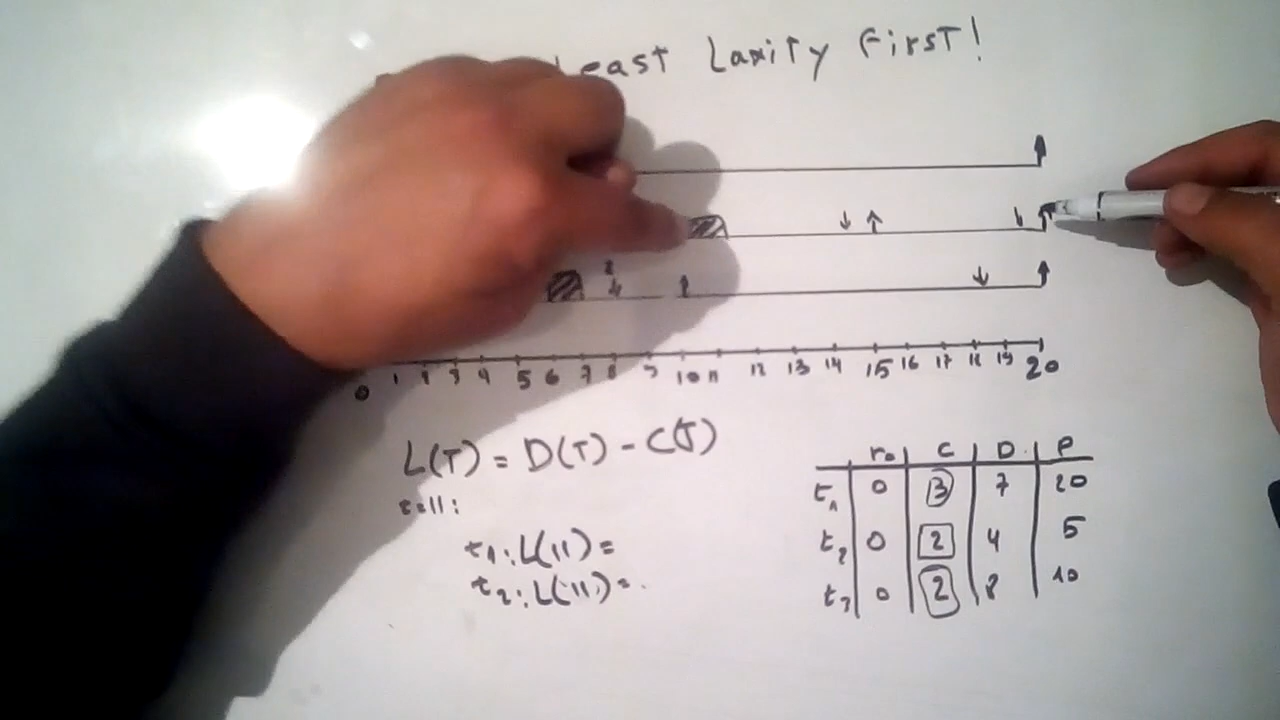 Least Laxity First!
0 1 2 3 4 5 6 7 8 9 10 11 12 13 14 15 16 17 18 19 20
L(T) = D(T) - C(T)
r₀ C D P
t₁ 0 3 7 20
t₂ 0 2 4 5
t₃ 0 2 8 10
t₁: L(11) =
t₂: L(11) =